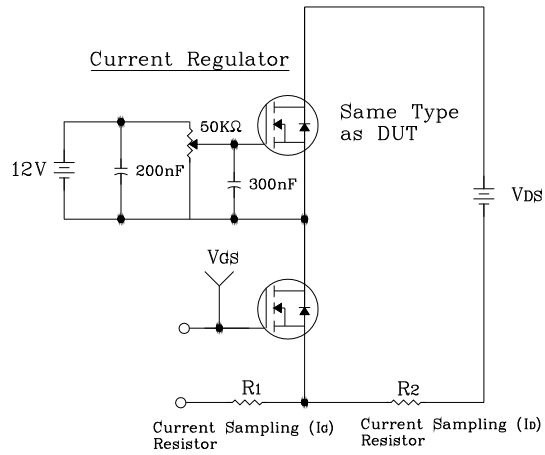 Current Regulator
50KΩ
Same Type
as DUT
12V
200nF
300nF
VDS
VGS
R1
R2
Current Sampling (IG)
Resistor
Current Sampling (ID)
Resistor